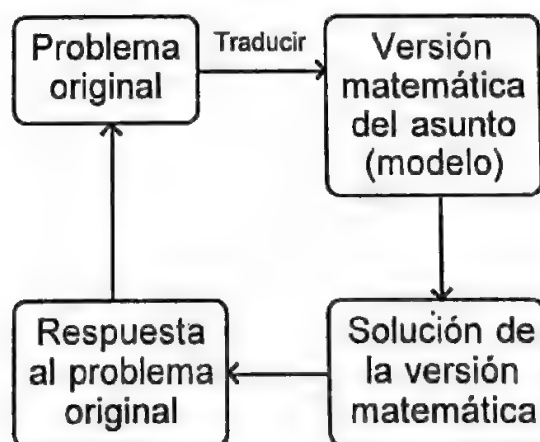 Problema
original
Traducir
Versión
matemática
del asunto
(modelo)
Respuesta
al problema
original
Solución de
la versión
matemática